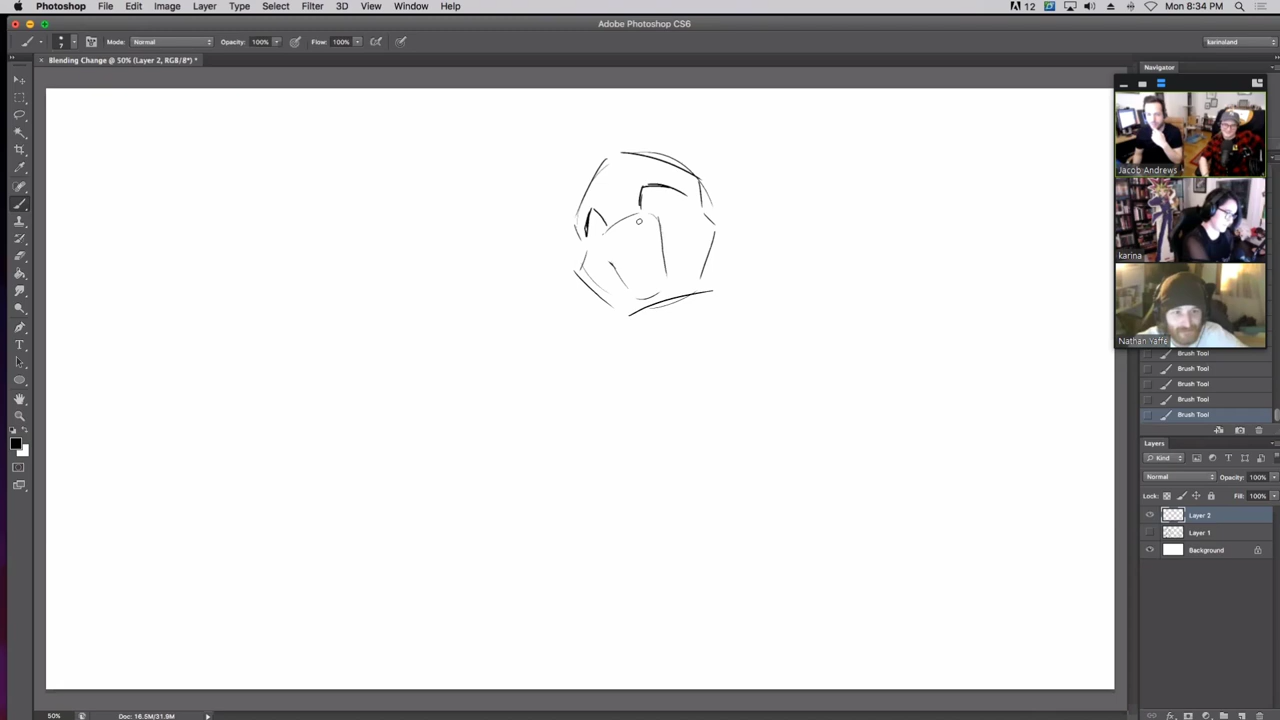 Photoshop File Edit Image Layer Type Select Filter 3D View Window Help 12 Mon 8:34 PM
Adobe Photoshop CS6
7 Mode: Normal Opacity: 100% Flow: 100% karinsland
× Blending Change @ 50% (Layer 2, RGB/8*) *
Navigator
Jacob Andrews
karina
Nathan Yaffe
Brush Tool
Brush Tool
Brush Tool
Brush Tool
Brush Tool
Layers
Kind
Normal Opacity: 100%
Lock: Fill: 100%
Layer 2
Layer 1
Background
50% Doc: 16.5M/31.9M